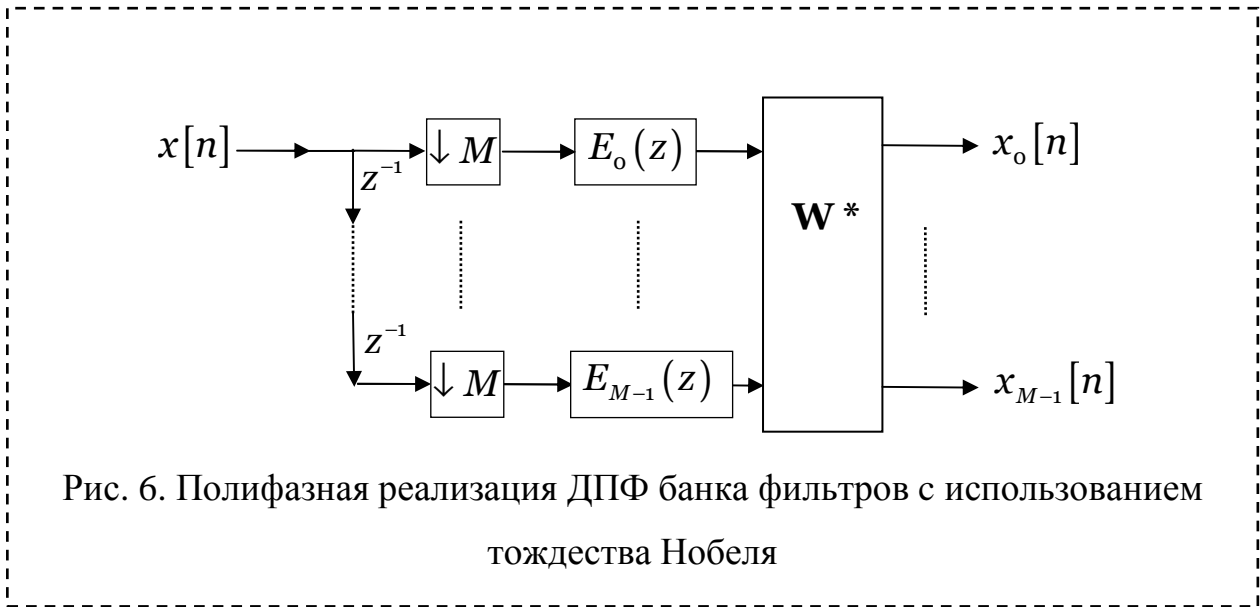 x[n] ↓ M E₀(z) x₀[n]
z⁻¹
W *
z⁻¹
↓ M E_{M−1}(z) x_{M−1}[n]
Рис. 6. Полифазная реализация ДПФ банка фильтров с использованием
тождества Нобеля